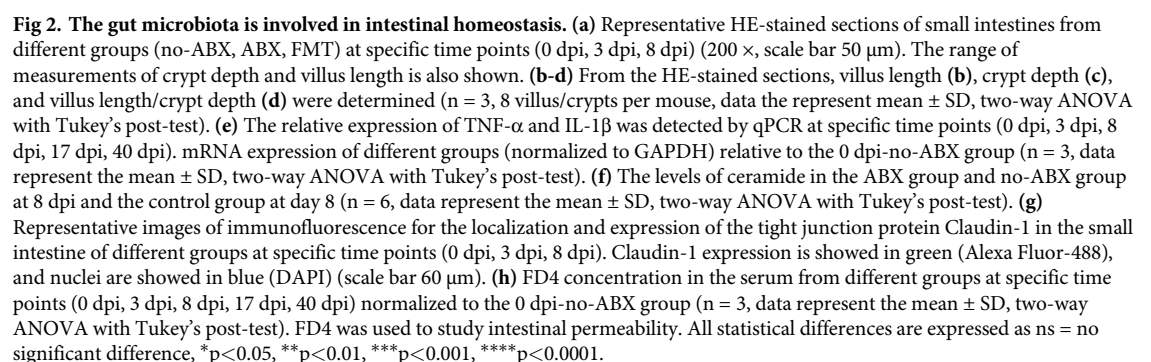 Fig 2. The gut microbiota is involved in intestinal homeostasis. (a) Representative HE-stained sections of small intestines from
different groups (no-ABX, ABX, FMT) at specific time points (0 dpi, 3 dpi, 8 dpi) (200 ×, scale bar 50 μm). The range of
measurements of crypt depth and villus length is also shown. (b-d) From the HE-stained sections, villus length (b), crypt depth (c),
and villus length/crypt depth (d) were determined (n = 3, 8 villus/crypts per mouse, data the represent mean ± SD, two-way ANOVA
with Tukey's post-test). (e) The relative expression of TNF-α and IL-1β was detected by qPCR at specific time points (0 dpi, 3 dpi, 8
dpi, 17 dpi, 40 dpi). mRNA expression of different groups (normalized to GAPDH) relative to the 0 dpi-no-ABX group (n = 3, data
represent the mean ± SD, two-way ANOVA with Tukey's post-test). (f) The levels of ceramide in the ABX group and no-ABX group
at 8 dpi and the control group at day 8 (n = 6, data represent the mean ± SD, two-way ANOVA with Tukey's post-test). (g)
Representative images of immunofluorescence for the localization and expression of the tight junction protein Claudin-1 in the small
intestine of different groups at specific time points (0 dpi, 3 dpi, 8 dpi). Claudin-1 expression is showed in green (Alexa Fluor-488),
and nuclei are showed in blue (DAPI) (scale bar 60 μm). (h) FD4 concentration in the serum from different groups at specific time
points (0 dpi, 3 dpi, 8 dpi, 17 dpi, 40 dpi) normalized to the 0 dpi-no-ABX group (n = 3, data represent the mean ± SD, two-way
ANOVA with Tukey's post-test). FD4 was used to study intestinal permeability. All statistical differences are expressed as ns = no
significant difference, *p<0.05, **p<0.01, ***p<0.001, ****p<0.0001.